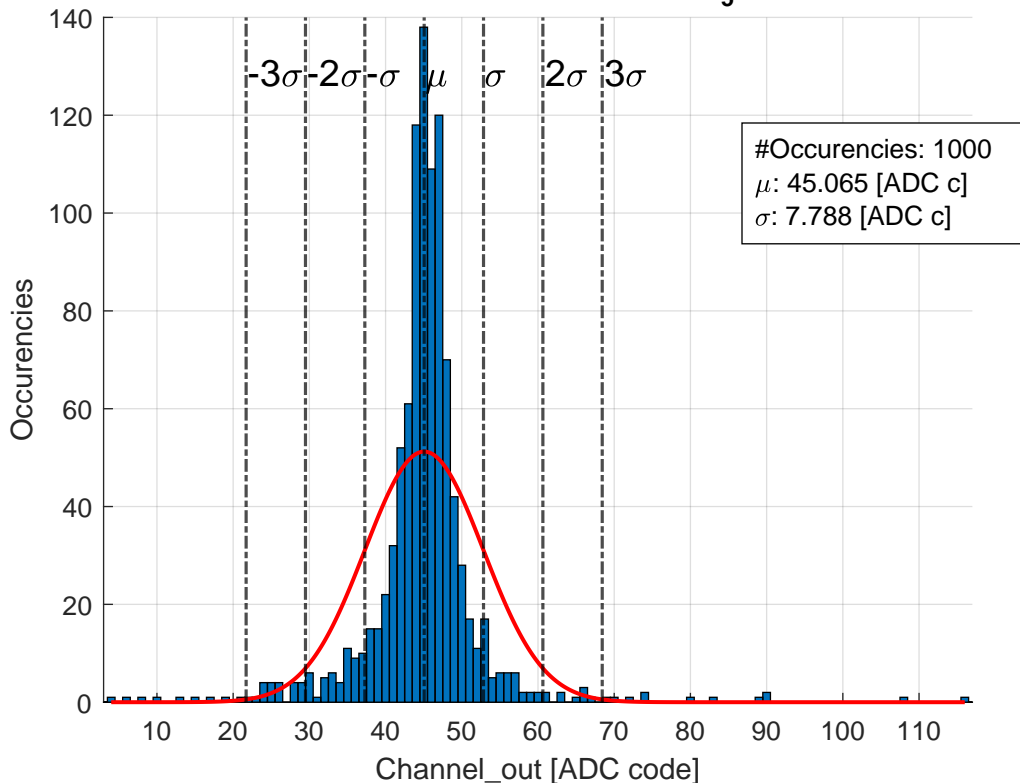 140
120
100
80
60
40
20
0
Occurencies
-3σ -2σ -σ μ σ 2σ 3σ
#Occurencies: 1000
μ: 45.065 [ADC c]
σ: 7.788 [ADC c]
10 20 30 40 50 60 70 80 90 100 110
Channel_out [ADC code]